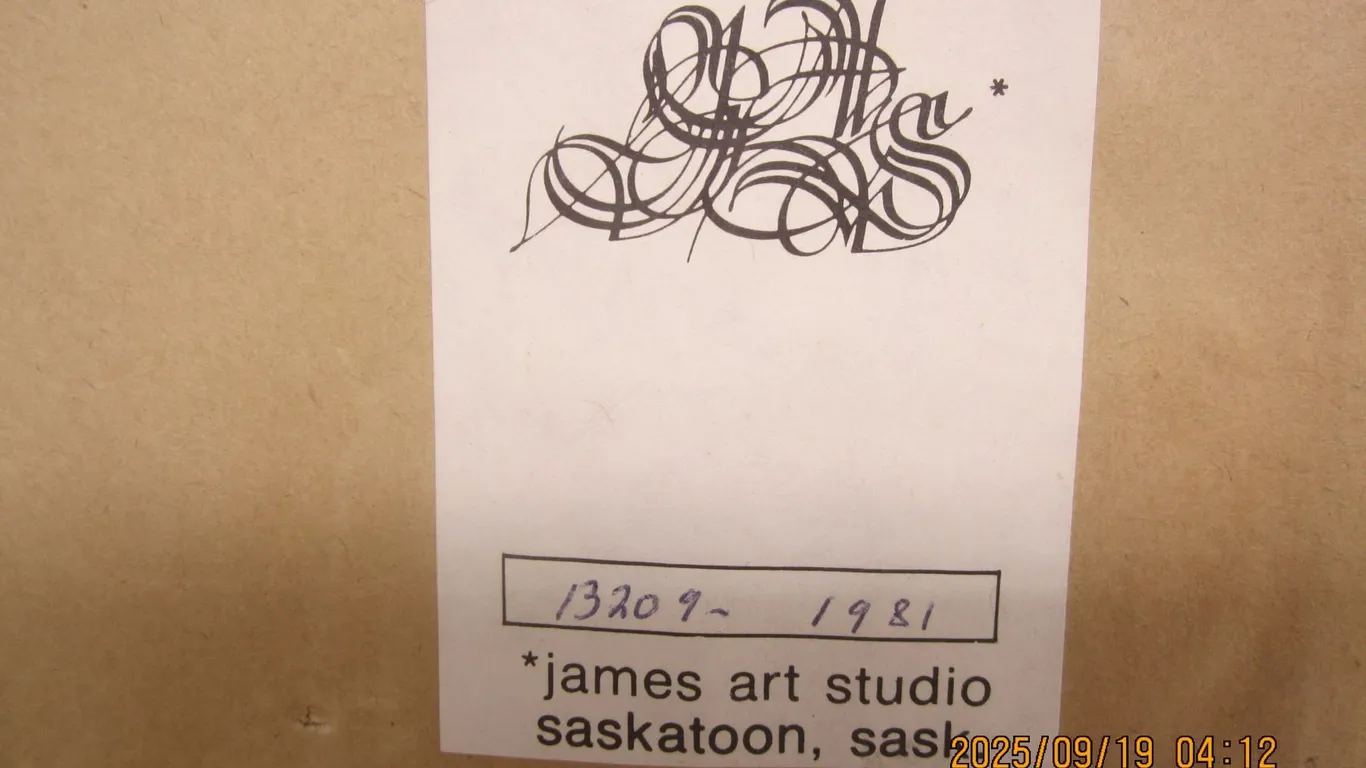 *
13209- 1981
*james art studio
saskatoon, sask.
2025/09/19 04:12